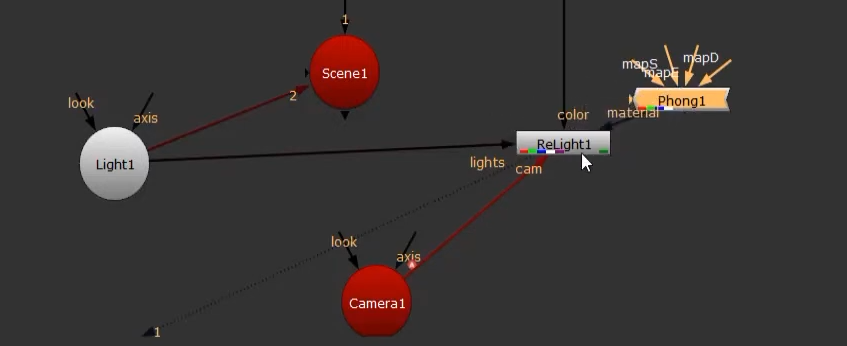 1
Scene1
mapS
mapE
mapD
Phong1
look
axis
2
color
material
Light1
ReLight1
lights
cam
look
axis
Camera1
1